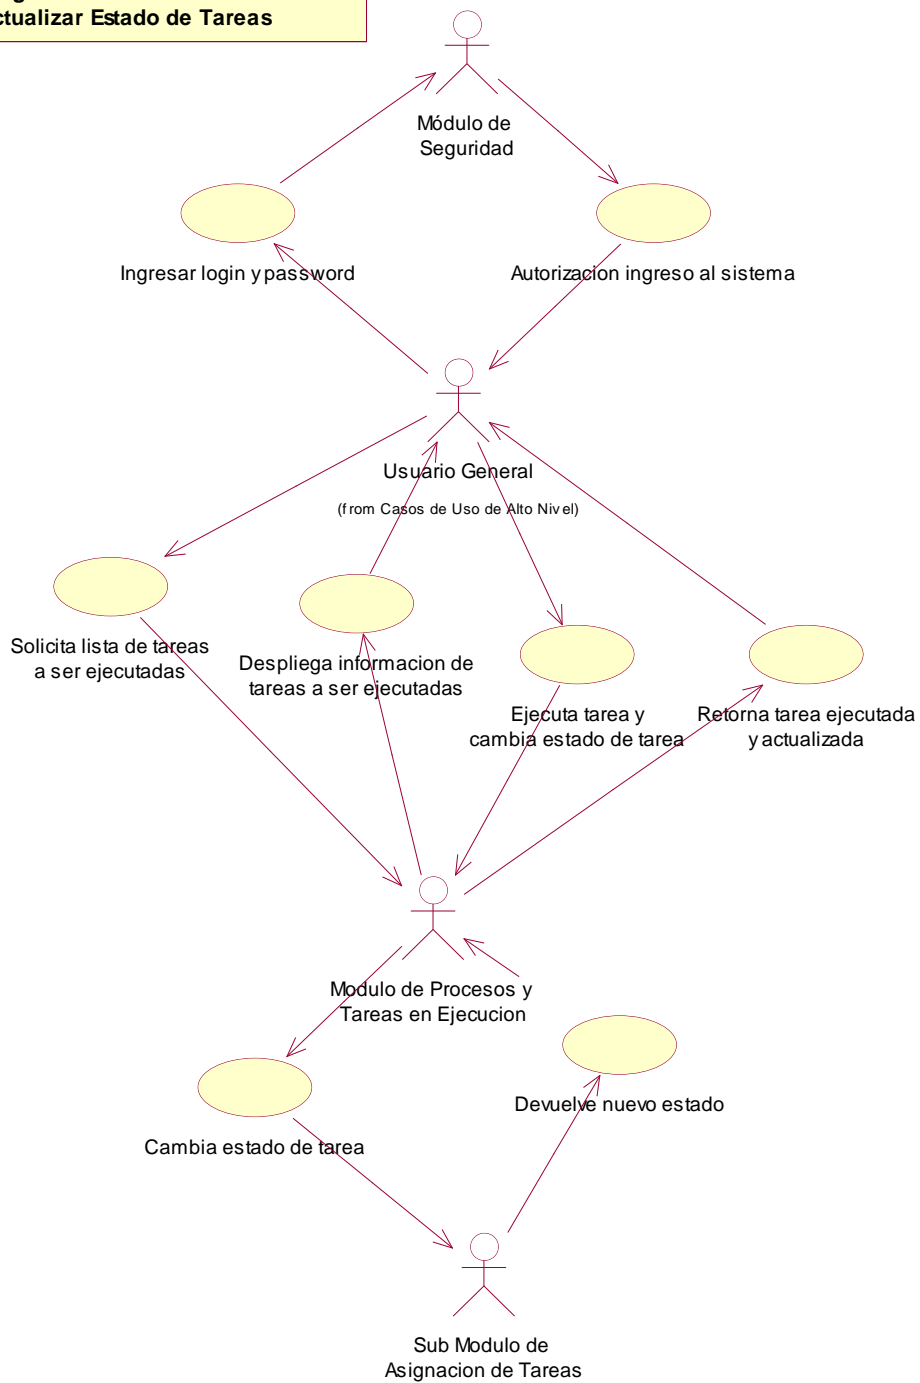 ctualizar Estado de Tareas
Módulo de
Seguridad
Ingresar login y password
Autorizacion ingreso al sistema
Usuario General
(from Casos de Uso de Alto Nivel)
Solicita lista de tareas
a ser ejecutadas
Despliega informacion de
tareas a ser ejecutadas
Ejecuta tarea y
cambia estado de tarea
Retorna tarea ejecutada
y actualizada
Modulo de Procesos y
Tareas en Ejecucion
Devuelve nuevo estado
Cambia estado de tarea
Sub Modulo de
Asignacion de Tareas